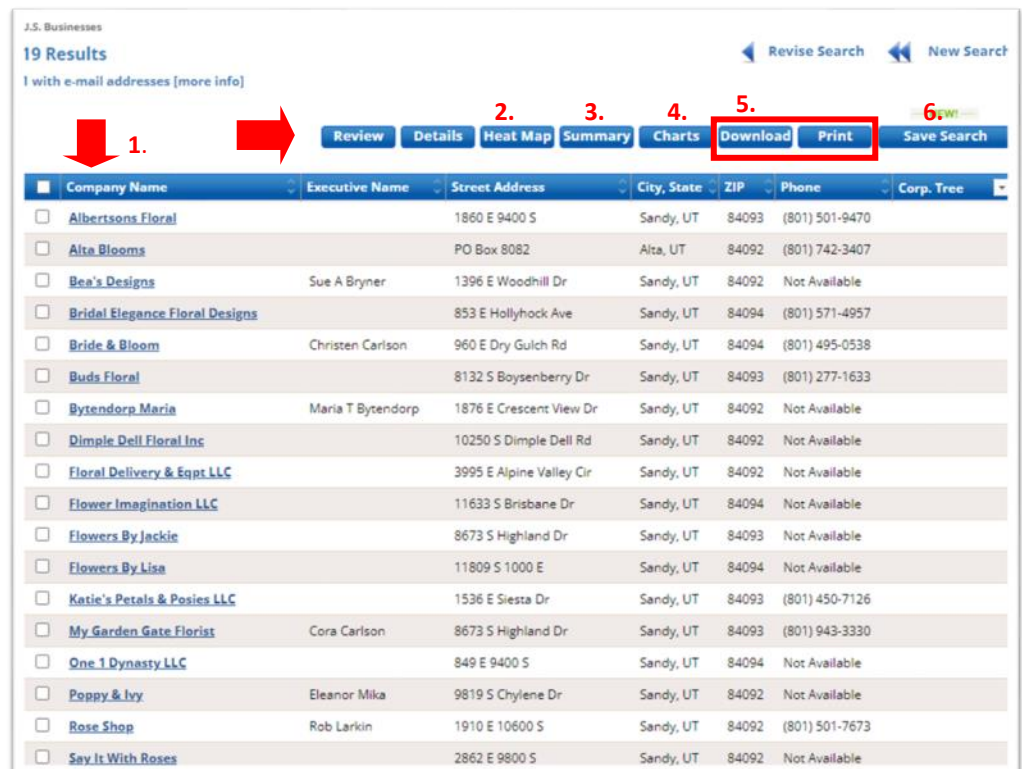 J.S. Businesses
19 Results
Revise Search New Search
l with e-mail addresses [more info]
2. 3. 4. 5. NEW! 6.
1. Review Details Heat Map Summary Charts Download Print Save Search
Company Name Executive Name Street Address City, State ZIP Phone Corp. Tree
Albertsons Floral 1860 E 9400 S Sandy, UT 84093 (801) 501-9470
Alta Blooms PO Box 8082 Alta, UT 84092 (801) 742-3407
Bea's Designs Sue A Bryner 1396 E Woodhill Dr Sandy, UT 84092 Not Available
Bridal Elegance Floral Designs 853 E Hollyhock Ave Sandy, UT 84094 (801) 571-4957
Bride & Bloom Christen Carlson 960 E Dry Gulch Rd Sandy, UT 84094 (801) 495-0538
Buds Floral 8132 S Boysenberry Dr Sandy, UT 84093 (801) 277-1633
Bytendorp Maria Maria T Bytendorp 1876 E Crescent View Dr Sandy, UT 84092 Not Available
Dimple Dell Floral Inc 10250 S Dimple Dell Rd Sandy, UT 84092 Not Available
Floral Delivery & Eqpt LLC 3995 E Alpine Valley Cir Sandy, UT 84092 Not Available
Flower Imagination LLC 11633 S Brisbane Dr Sandy, UT 84094 Not Available
Flowers By Jackie 8673 S Highland Dr Sandy, UT 84093 Not Available
Flowers By Lisa 11809 S 1000 E Sandy, UT 84094 Not Available
Katie's Petals & Posies LLC 1536 E Siesta Dr Sandy, UT 84093 (801) 450-7126
My Garden Gate Florist Cora Carlson 8673 S Highland Dr Sandy, UT 84093 (801) 943-3330
One 1 Dynasty LLC 849 E 9400 S Sandy, UT 84094 Not Available
Poppy & Ivy Eleanor Mika 9819 S Chylene Dr Sandy, UT 84092 Not Available
Rose Shop Rob Larkin 1910 E 10600 S Sandy, UT 84092 (801) 501-7673
Say It With Roses 2862 E 9800 S Sandy, UT 84092 Not Available